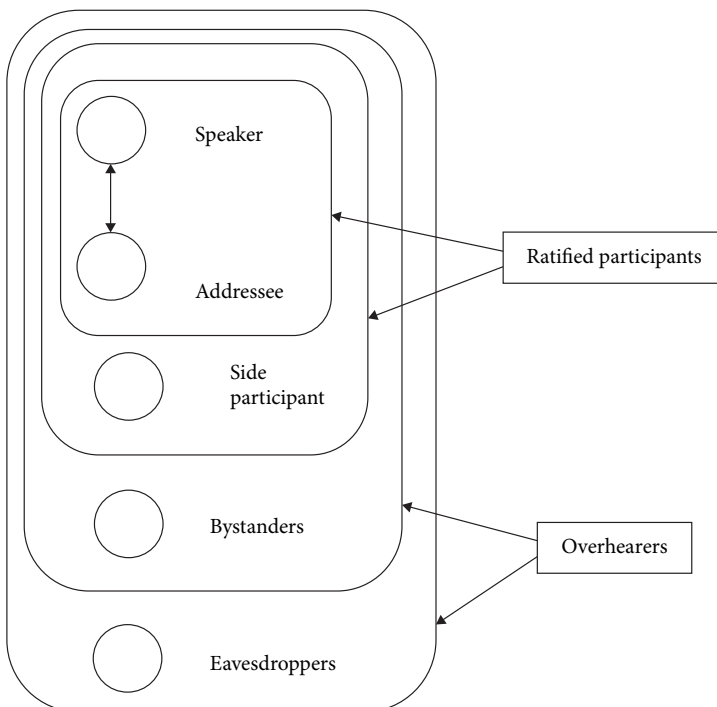 Speaker
Addressee
Ratified participants
Side
participant
Bystanders
Overhearers
Eavesdroppers